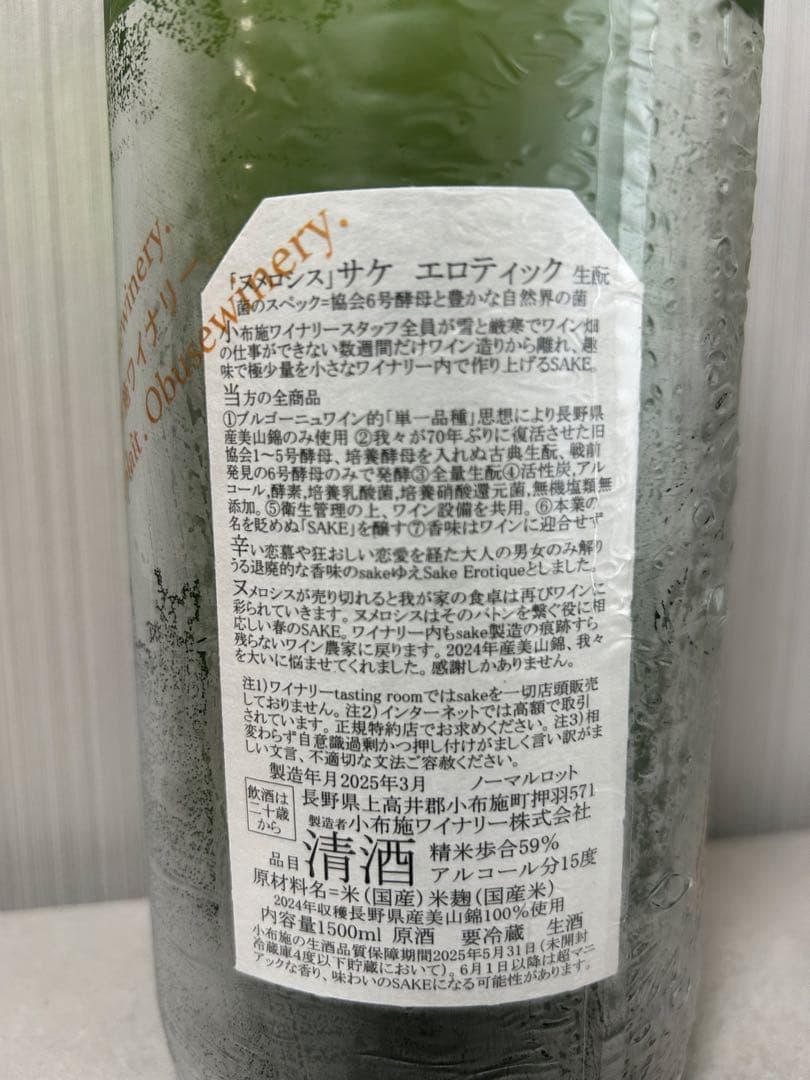 winery.
ワイナリー.
Obusewinery.
「ヌメロシス」サケ エロティック 生酛
菌のスペック=協会6号酵母と豊かな自然界の菌
小布施ワイナリースタッフ全員が雪と厳寒でワイン畑
の仕事ができない数週間だけワイン造りから離れ、趣
味で極少量を小さなワイナリー内で作り上げるSAKE。
当方の全商品
①ブルゴーニュワイン的「単一品種」思想により長野県
産美山錦のみ使用 ②我々が70年ぶりに復活させた旧
協会1～5号酵母、培養酵母を入れぬ古典生酛、戦前
発見の6号酵母のみで発酵③全量生酛④活性炭,アル
コール,酵素,培養乳酸菌,培養硝酸還元菌,無機塩類無
添加。⑤衛生管理の上、ワイン設備を共用。⑥本業の
名を貶めぬ「SAKE」を醸す⑦香味はワインに迎合せず
辛い恋慕や狂おしい恋愛を経た大人の男女のみ解り
うる退廃的な香味のsakeゆえSake Erotiqueとしました。
ヌメロシスが売り切れると我が家の食卓は再びワインに
彩られていきます。ヌメロシスはそのバトンを繋ぐ役に相
応しい春のSAKE。ワイナリー内もsake製造の痕跡すら
残らないワイン農家に戻ります。2024年産美山錦、我々
を大いに悩ませてくれました。感謝しかありません。
注1)ワイナリーtasting roomではsakeを一切店頭販売
しておりません。注2)インターネットでは高額で取引
されています。正規特約店でお求めください。注3)相
変わらず自意識過剰かつ押し付けがましく言い訳がま
しい文言、不適切な文法ご容赦ください。
製造年月2025年3月 ノーマルロット
飲酒は
二十歳
から
長野県上高井郡小布施町押羽571
製造者小布施ワイナリー株式会社
品目 清酒 精米歩合59%
アルコール分15度
原材料名=米(国産)米麹(国産米)
2024年収穫長野県産美山錦100%使用
内容量1500ml 原酒 要冷蔵 生酒
小布施の生酒品質保障期間2025年5月31日(未開封
冷蔵庫4度以下貯蔵において)。6月1日以降は超マニ
アックな香り、味わいのSAKEになる可能性があります。